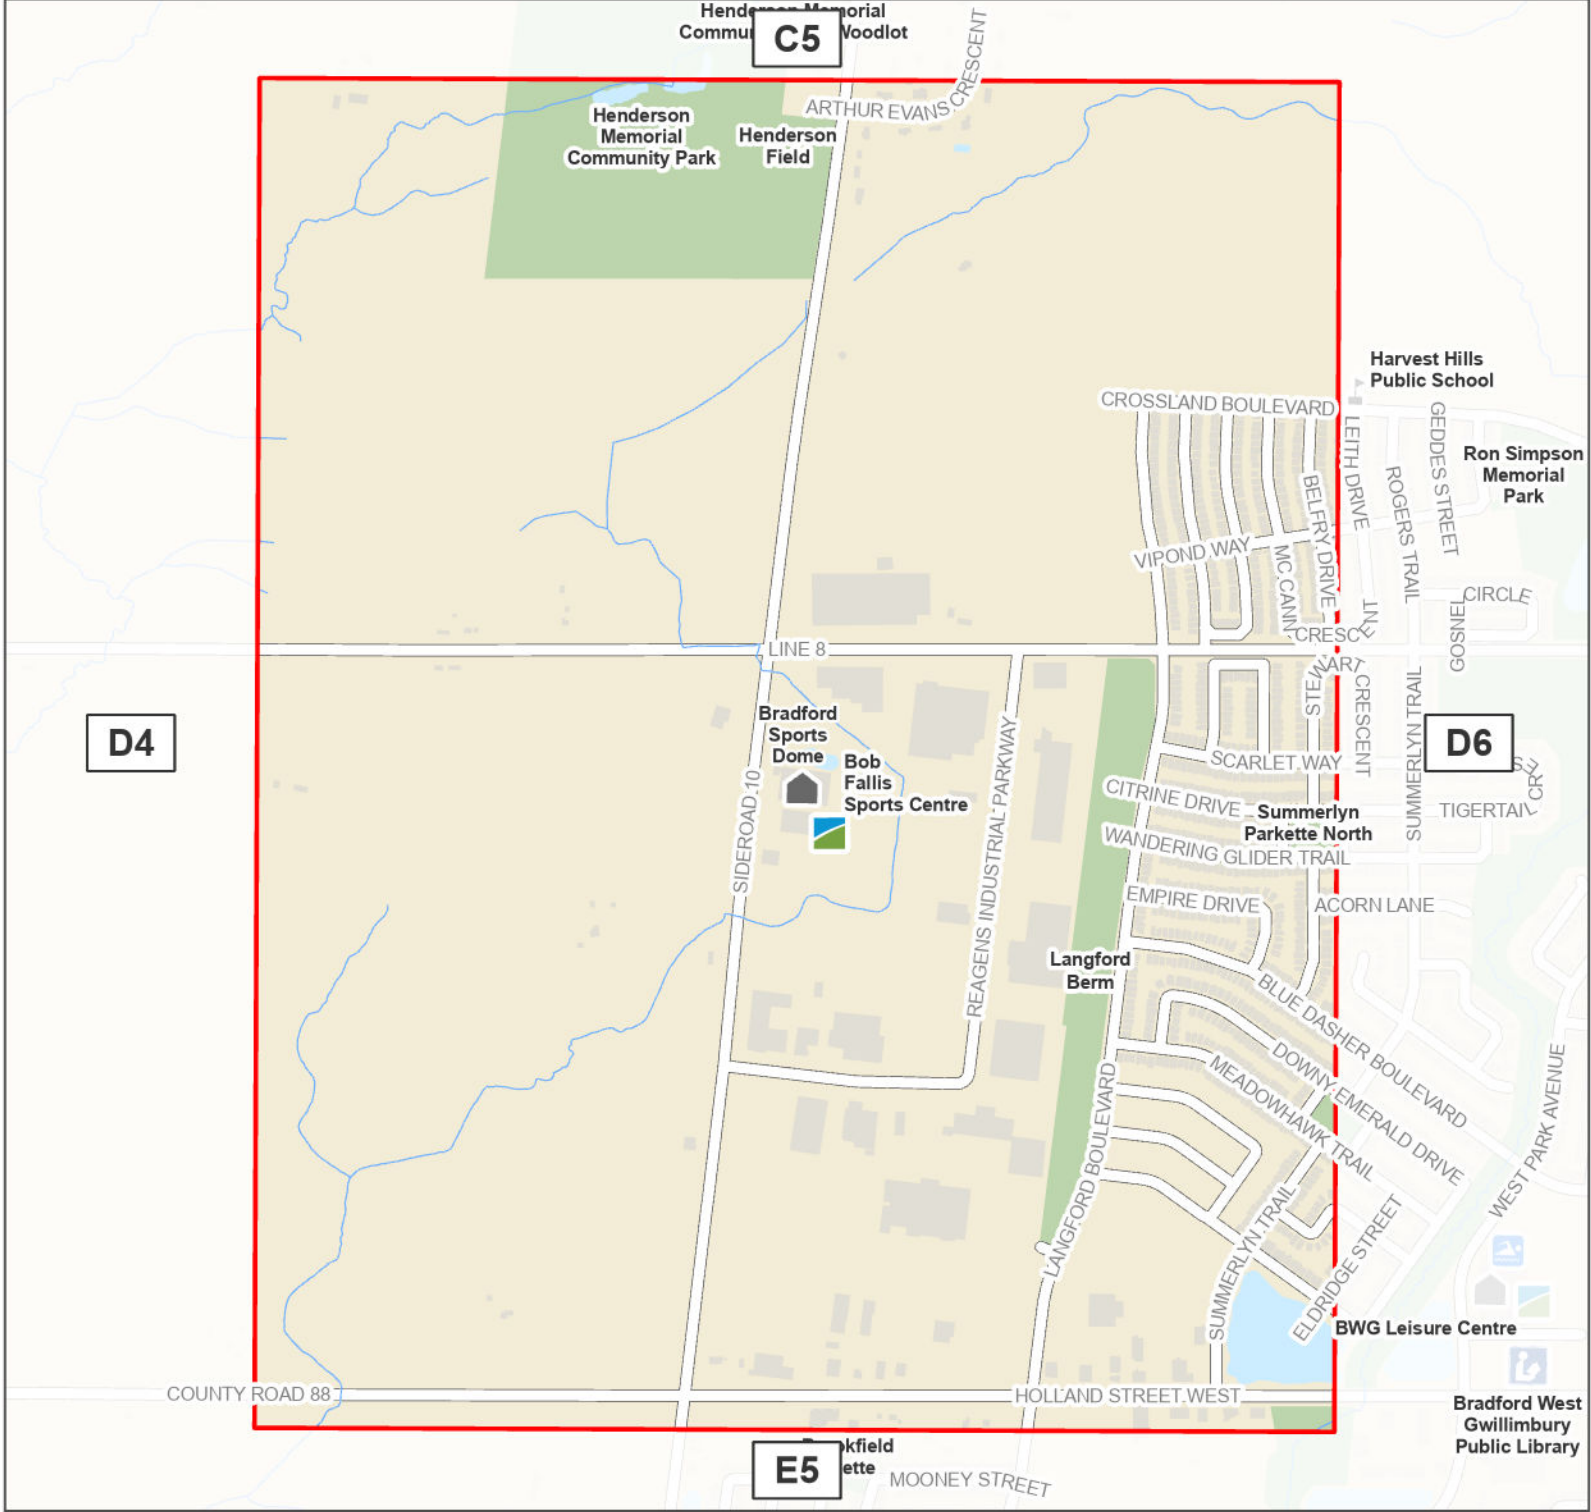 Henderson Memorial
Woodlot
C5
ARTHUR EVANS CRESCENT
Henderson
Memorial
Community Park
Henderson
Field
Harvest Hills
Public School
CROSSLAND BOULEVARD
LEITH DRIVE
GEDDES STREET
ROGERS TRAIL
Ron Simpson
Memorial
Park
BELFRY DRIVE
VIPOND WAY
MC CANN
CRESCENT
CIRCLE
GOSNEL
LINE 8
STEWART CRESCENT
SUMMERLYN TRAIL
D4
D6
Bradford
Sports
Dome
Bob
Fallis
Sports Centre
SIDEROAD 10
REAGENS INDUSTRIAL PARKWAY
SCARLET WAY
CITRINE DRIVE
Summerlyn
Parkette North
TIGERTAIL
WANDERING GLIDER TRAIL
EMPIRE DRIVE
ACORN LANE
Langford
Berm
BLUE DASHER BOULEVARD
DOWNY EMERALD DRIVE
MEADOWHAWK TRAIL
WEST PARK AVENUE
LANGFORD BOULEVARD
SUMMERLYN TRAIL
ELDRIDGE STREET
BWG Leisure Centre
COUNTY ROAD 88
HOLLAND STREET WEST
Bradford West
Gwillimbury
Public Library
E5
MOONEY STREET